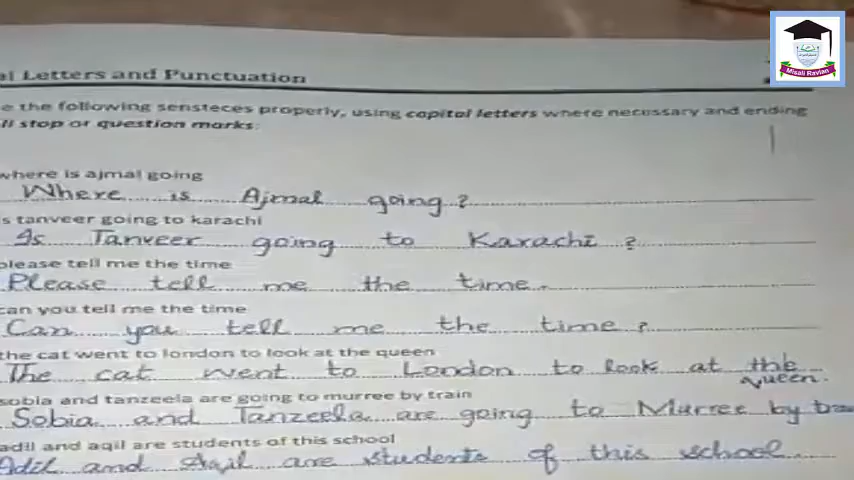 Misali Ravian
al Letters and Punctuation
e the following senteces properly, using capital letters where necussary and ending
ll stop or question marks:
where is ajmal going
Where is Ajmal going?
s tanveer going to karachi
Is Tanveer going to Karachi?
please tell me the time
Please tell me the time.
can you tell me the time
Can you tell me the time?
the cat went to london to look at the queen
The cat went to London to look at the
queen.
sobia and tanzeela are going to murree by train
Sobia and Tanzeela are going to Murree by tra
adil and aqil are students of this school
Adil and Aqil are students of this school.